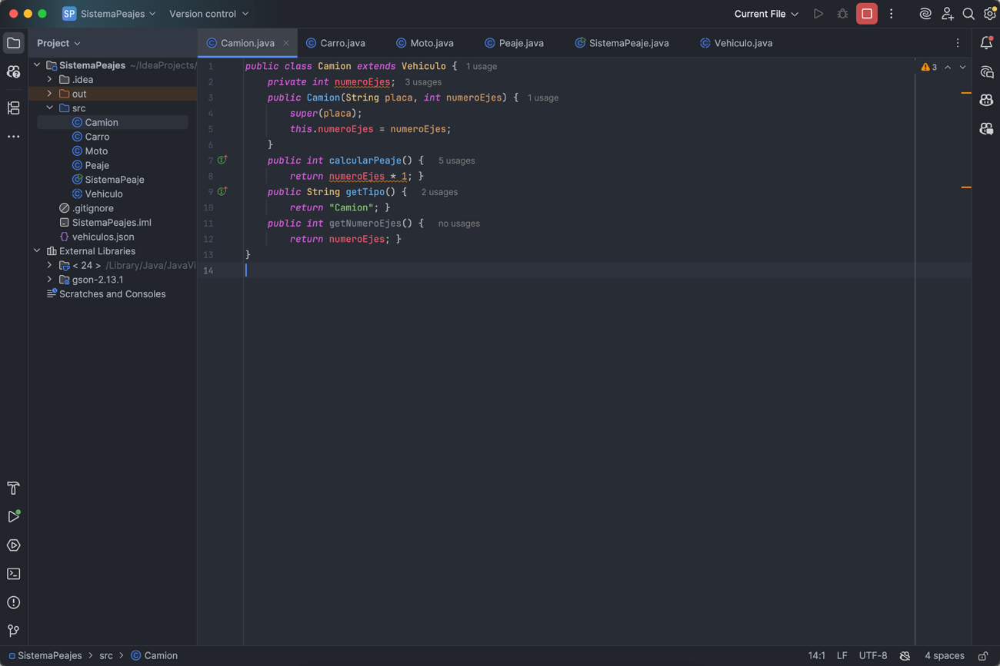 SP SistemaPeajes Version control Current File
Project
Camion.java Carro.java Moto.java Peaje.java SistemaPeaje.java Vehiculo.java
SistemaPeajes ~/IdeaProjects/
.idea
out
src
Camion
Carro
Moto
Peaje
SistemaPeaje
Vehiculo
.gitignore
SistemaPeajes.iml
vehiculos.json
External Libraries
< 24 > /Library/Java/JavaVi
gson-2.13.1
Scratches and Consoles
3
1 public class Camion extends Vehiculo { 1 usage
2 private int numeroEjes; 3 usages
3 public Camion(String placa, int numeroEjes) { 1 usage
4 super(placa);
5 this.numeroEjes = numeroEjes;
6 }
7 public int calcularPeaje() { 5 usages
8 return numeroEjes * 1; }
9 public String getTipo() { 2 usages
10 return "Camion"; }
11 public int getNumeroEjes() { no usages
12 return numeroEjes; }
13 }
14
SistemaPeajes > src > Camion
14:1 LF UTF-8 4 spaces